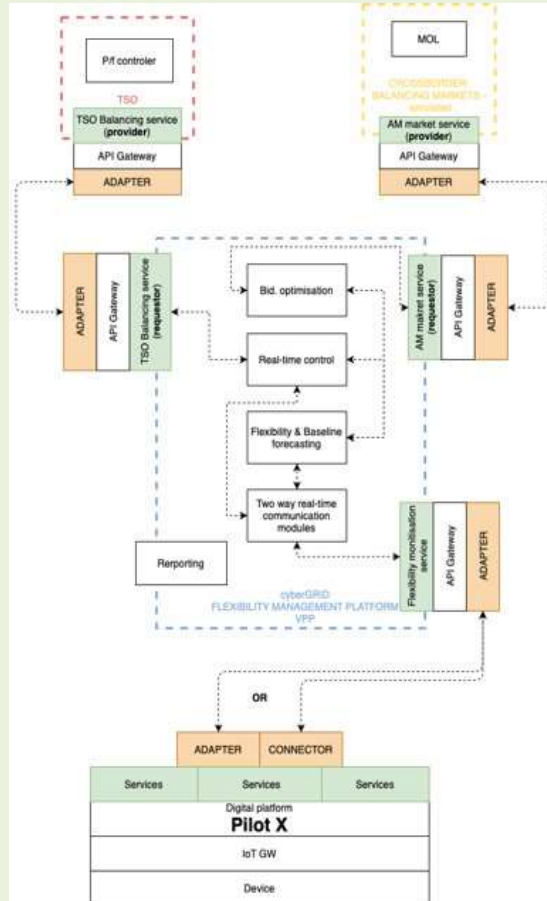 P/f controler
TSO
TSO Balancing service
(provider)
API Gateway
ADAPTER
MOL
CROSSBORDER
BALANCING MARKETS -
AM market service
(provider)
API Gateway
ADAPTER
ADAPTER
API Gateway
TSO Balancing service
(requestor)
Bid. optimisation
Real-time control
Flexibility & Baseline
forecasting
Two way real-time
communication
modules
AM makret service
(requestor)
API Gateway
ADAPTER
Flexibility monitisation
service
API Gateway
ADAPTER
Rerporting
cyberGRID
FLEXIBILITY MANAGEMENT PLATFORM
VPP
OR
ADAPTER
CONNECTOR
Services
Services
Services
Digital platform
Pilot X
IoT GW
Device